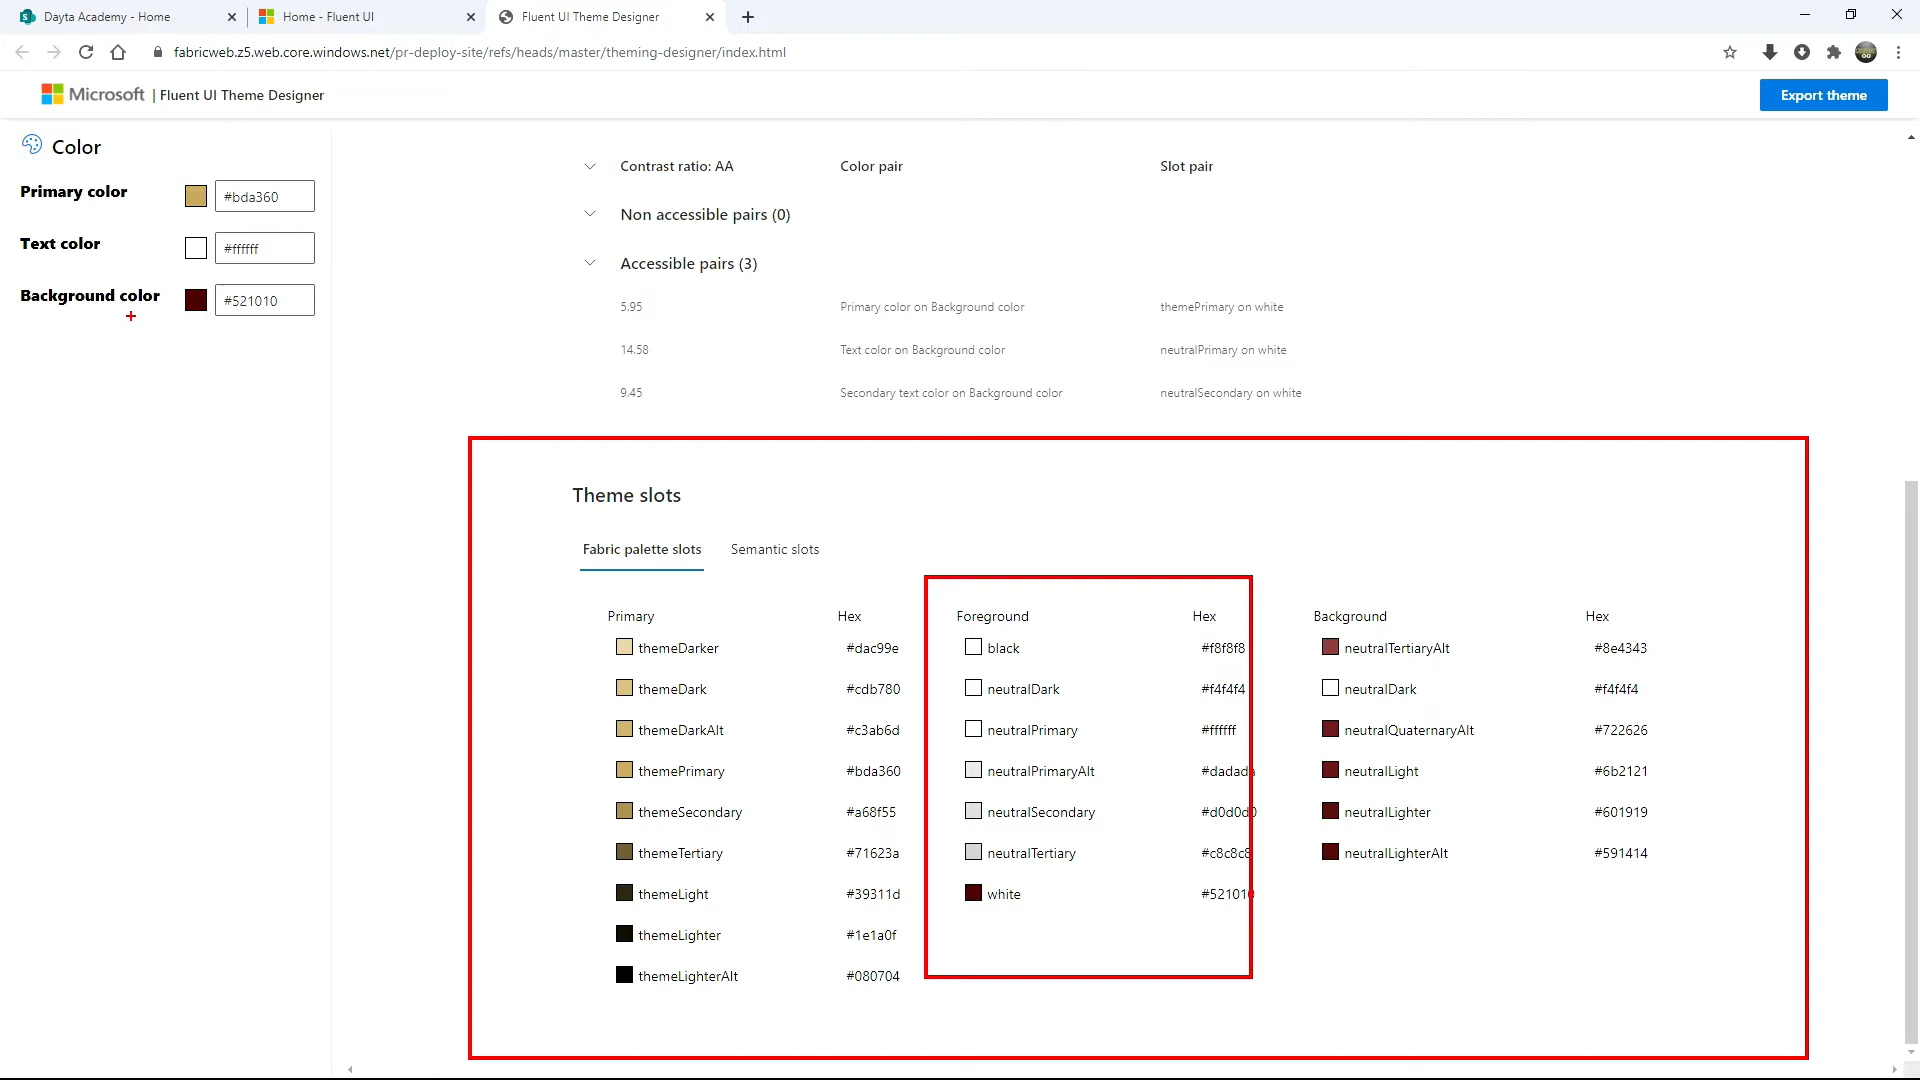 Dayta Academy - Home
Home - Fluent UI
Fluent UI Theme Designer
fabricweb.z5.web.core.windows.net/pr-deploy-site/refs/heads/master/theming-designer/index.html
Microsoft | Fluent UI Theme Designer
Export theme
Color
Primary color #bda360
Text color #ffffff
Background color #521010
Contrast ratio: AA Color pair Slot pair
Non accessible pairs (0)
Accessible pairs (3)
5.95 Primary color on Background color themePrimary on white
14.58 Text color on Background color neutralPrimary on white
9.45 Secondary text color on Background color neutralSecondary on white
Theme slots
Fabric palette slots Semantic slots
Primary Hex Foreground Hex Background Hex
themeDarker #dac99e black #f8f8f8 neutralTertiaryAlt #8e4343
themeDark #cdb780 neutralDark #f4f4f4 neutralDark #f4f4f4
themeDarkAlt #c3ab6d neutralPrimary #ffffff neutralQuaternaryAlt #722626
themePrimary #bda360 neutralPrimaryAlt #dadada neutralLight #6b2121
themeSecondary #a68f55 neutralSecondary #d0d0d0 neutralLighter #601919
themeTertiary #71623a neutralTertiary #c8c8c8 neutralLighterAlt #591414
themeLight #39311d white #521010
themeLighter #1e1a0f
themeLighterAlt #080704